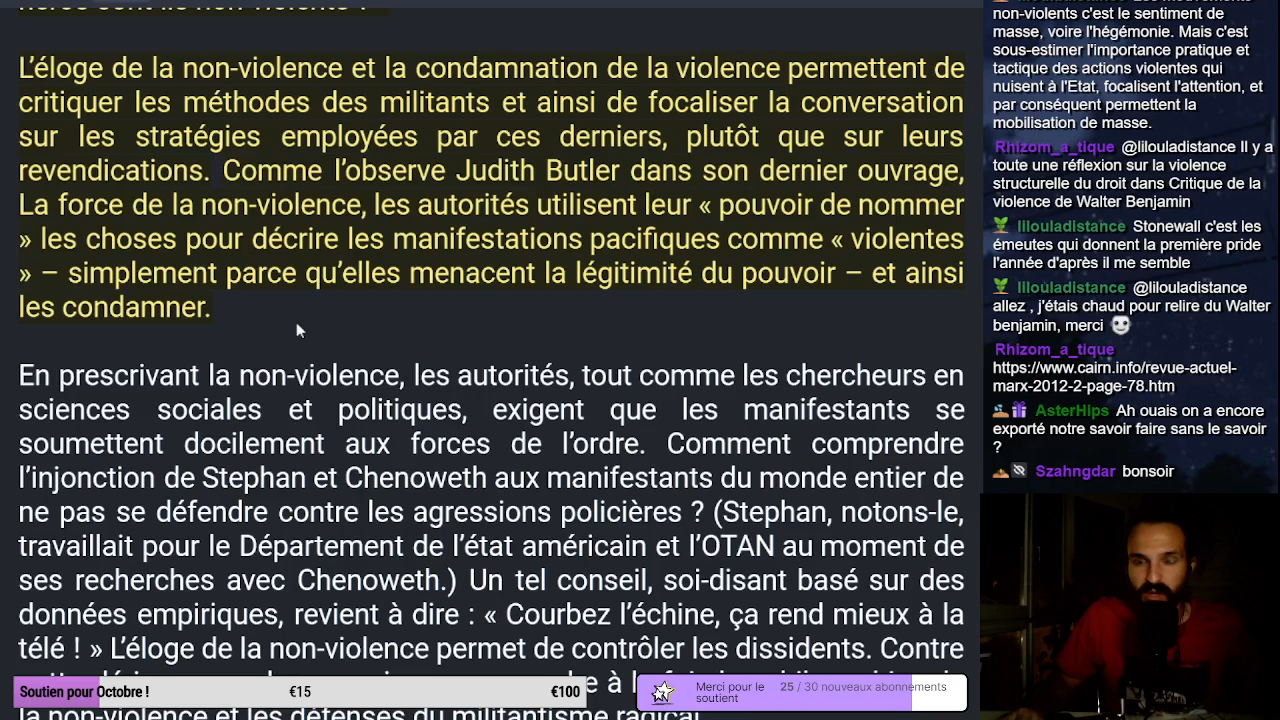 L'éloge de la non-violence et la condamnation de la violence permettent de
critiquer les méthodes des militants et ainsi de focaliser la conversation
sur les stratégies employées par ces derniers, plutôt que sur leurs
revendications. Comme l'observe Judith Butler dans son dernier ouvrage,
La force de la non-violence, les autorités utilisent leur « pouvoir de nommer
» les choses pour décrire les manifestations pacifiques comme « violentes
» – simplement parce qu'elles menacent la légitimité du pouvoir – et ainsi
les condamner.
En prescrivant la non-violence, les autorités, tout comme les chercheurs en
sciences sociales et politiques, exigent que les manifestants se
soumettent docilement aux forces de l'ordre. Comment comprendre
l'injonction de Stephan et Chenoweth aux manifestants du monde entier de
ne pas se défendre contre les agressions policières ? (Stephan, notons-le,
travaillait pour le Département de l'état américain et l'OTAN au moment de
ses recherches avec Chenoweth.) Un tel conseil, soi-disant basé sur des
données empiriques, revient à dire : « Courbez l'échine, ça rend mieux à la
télé ! » L'éloge de la non-violence permet de contrôler les dissidents. Contre
la non-violence et les défenses du militantisme radical
Soutien pour Octobre !
€15
€100
Merci pour le
soutient
25 / 30 nouveaux abonnements
non-violents c'est le sentiment de
masse, voire l'hégémonie. Mais c'est
sous-estimer l'importance pratique et
tactique des actions violentes qui
nuisent à l'Etat, focalisent l'attention, et
par conséquent permettent la
mobilisation de masse.
Rhizom_a_tique @lilouladistance Il y a
toute une réflexion sur la violence
structurelle du droit dans Critique de la
violence de Walter Benjamin
lilouladistance Stonewall c'est les
émeutes qui donnent la première pride
l'année d'après il me semble
lilouladistance @lilouladistance
allez , j'étais chaud pour relire du Walter
benjamin, merci
Rhizom_a_tique
https://www.cairn.info/revue-actuel-
marx-2012-2-page-78.htm
AsterHips Ah ouais on a encore
exporté notre savoir faire sans le savoir
?
Szahngdar bonsoir